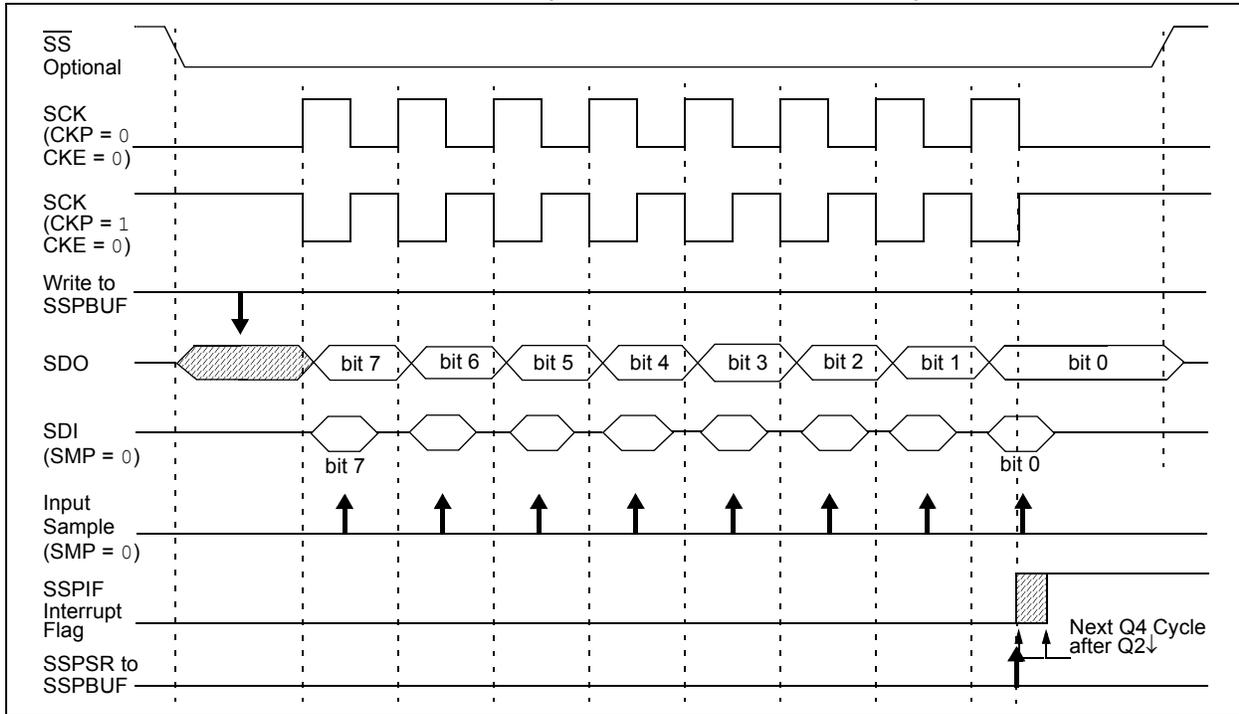 SS
Optional
SCK
(CKP = 0
CKE = 0)
SCK
(CKP = 1
CKE = 0)
Write to
SSPBUF
SDO
bit 7
bit 6
bit 5
bit 4
bit 3
bit 2
bit 1
bit 0
SDI
(SMP = 0)
bit 7
bit 0
Input
Sample
(SMP = 0)
SSPIF
Interrupt
Flag
Next Q4 Cycle
after Q2↓
SSPSR to
SSPBUF